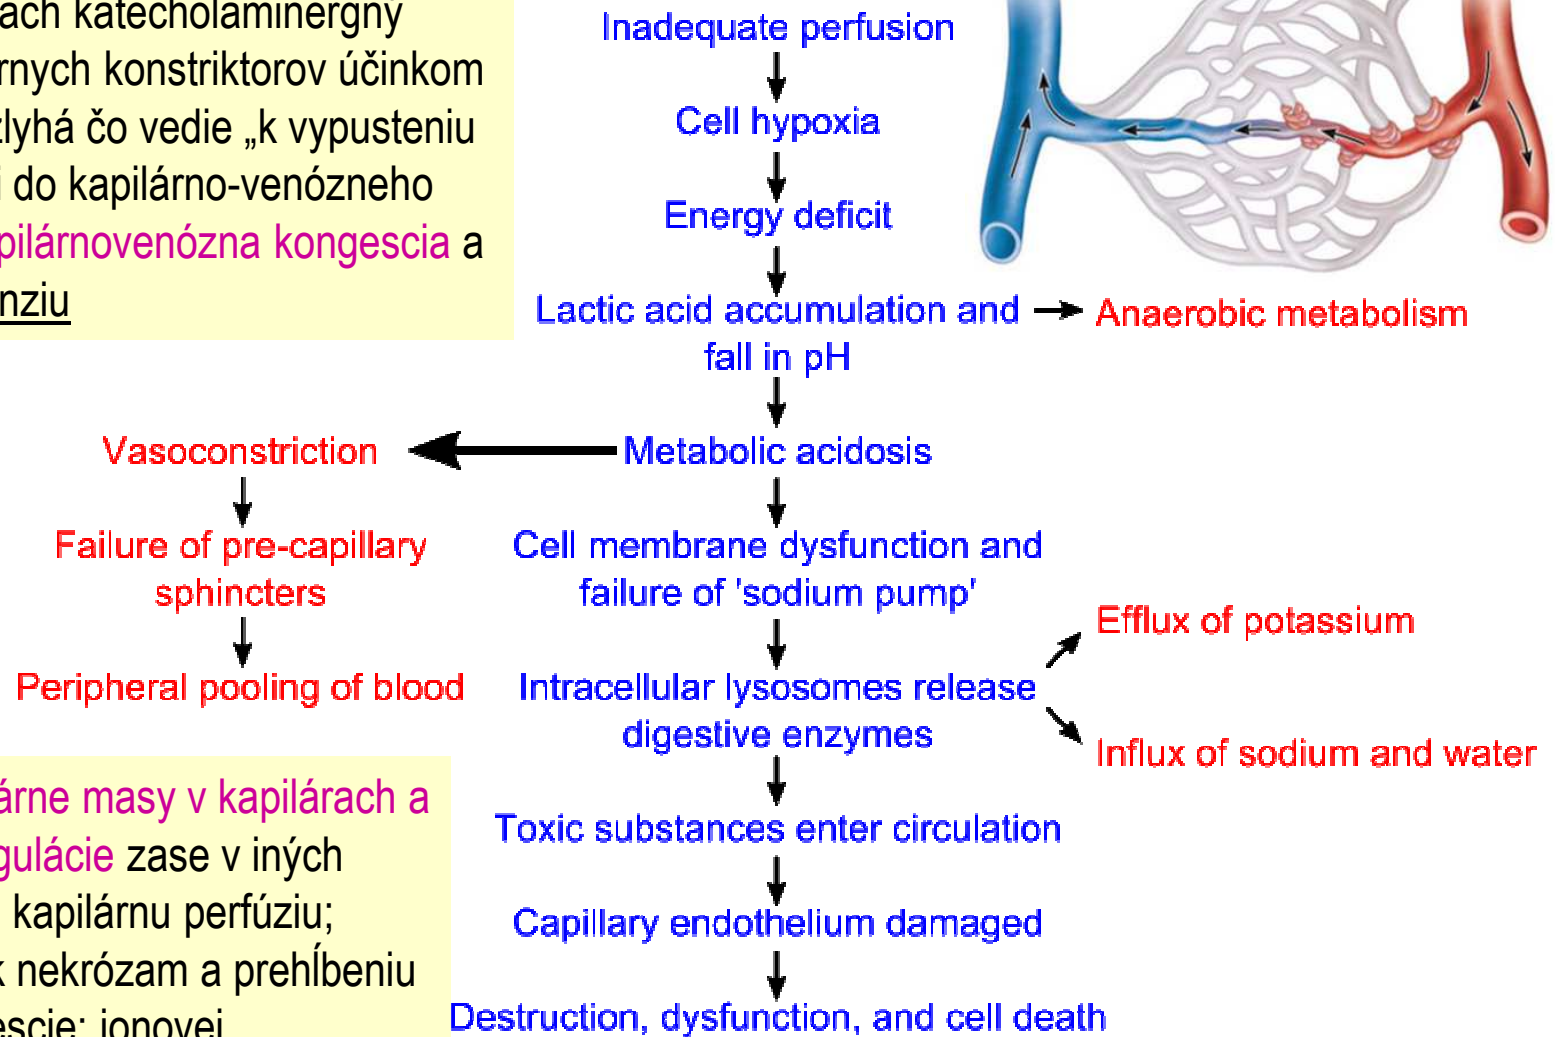 ach katecholaminergný
rnych konstriktorov účinkom
zlyhá čo vedie „k vypusteniu
i do kapilárno-venózneho
pilárnovenózna kongescia a
nziu
Inadequate perfusion
Cell hypoxia
Energy deficit
Lactic acid accumulation and
fall in pH
Anaerobic metabolism
Vasoconstriction
Metabolic acidosis
Failure of pre-capillary
sphincters
Cell membrane dysfunction and
failure of 'sodium pump'
Efflux of potassium
Peripheral pooling of blood
Intracellular lysosomes release
digestive enzymes
Influx of sodium and water
árne masy v kapilárach a
gulácie zase v iných
kapilárnu perfúziu;
k nekrózam a prehĺbeniu
escie; ionovej
Toxic substances enter circulation
Capillary endothelium damaged
Destruction, dysfunction, and cell death